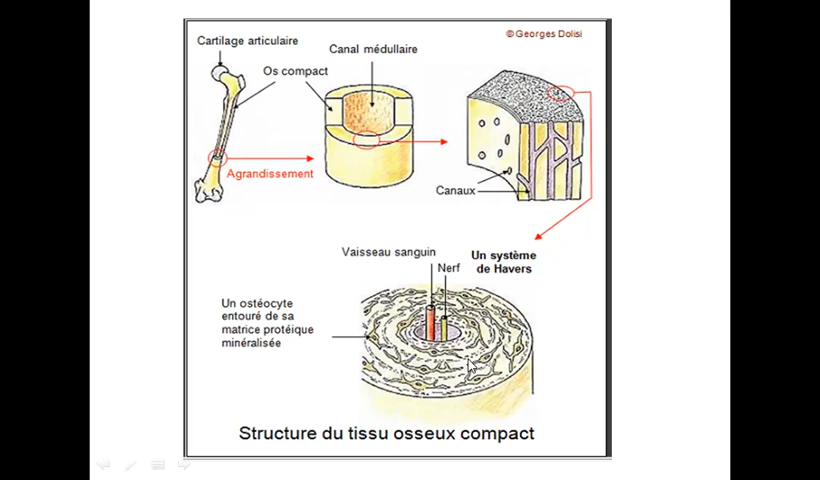 © Georges Dolisi
Cartilage articulaire
Canal médullaire
Os compact
Agrandissement
Canaux
Vaisseau sanguin
Nerf
Un système
de Havers
Un ostéocyte
entouré de sa
matrice protéique
minéralisée
Structure du tissu osseux compact